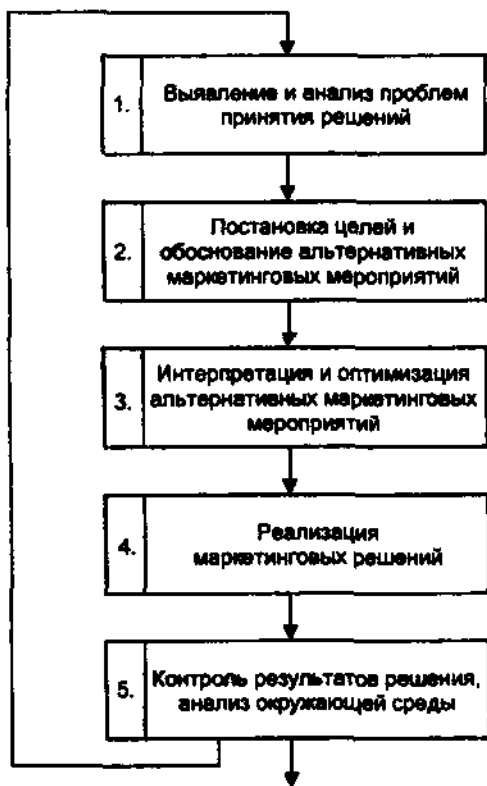 1.
Выявление и анализ проблем
принятия решений
2.
Постановка целей и
обоснование альтернативных
маркетинговых мероприятий
3.
Интерпретация и оптимизация
альтернативных маркетинговых
мероприятий
4.
Реализация
маркетинговых решений
5.
Контроль результатов решения,
анализ окружающей среды